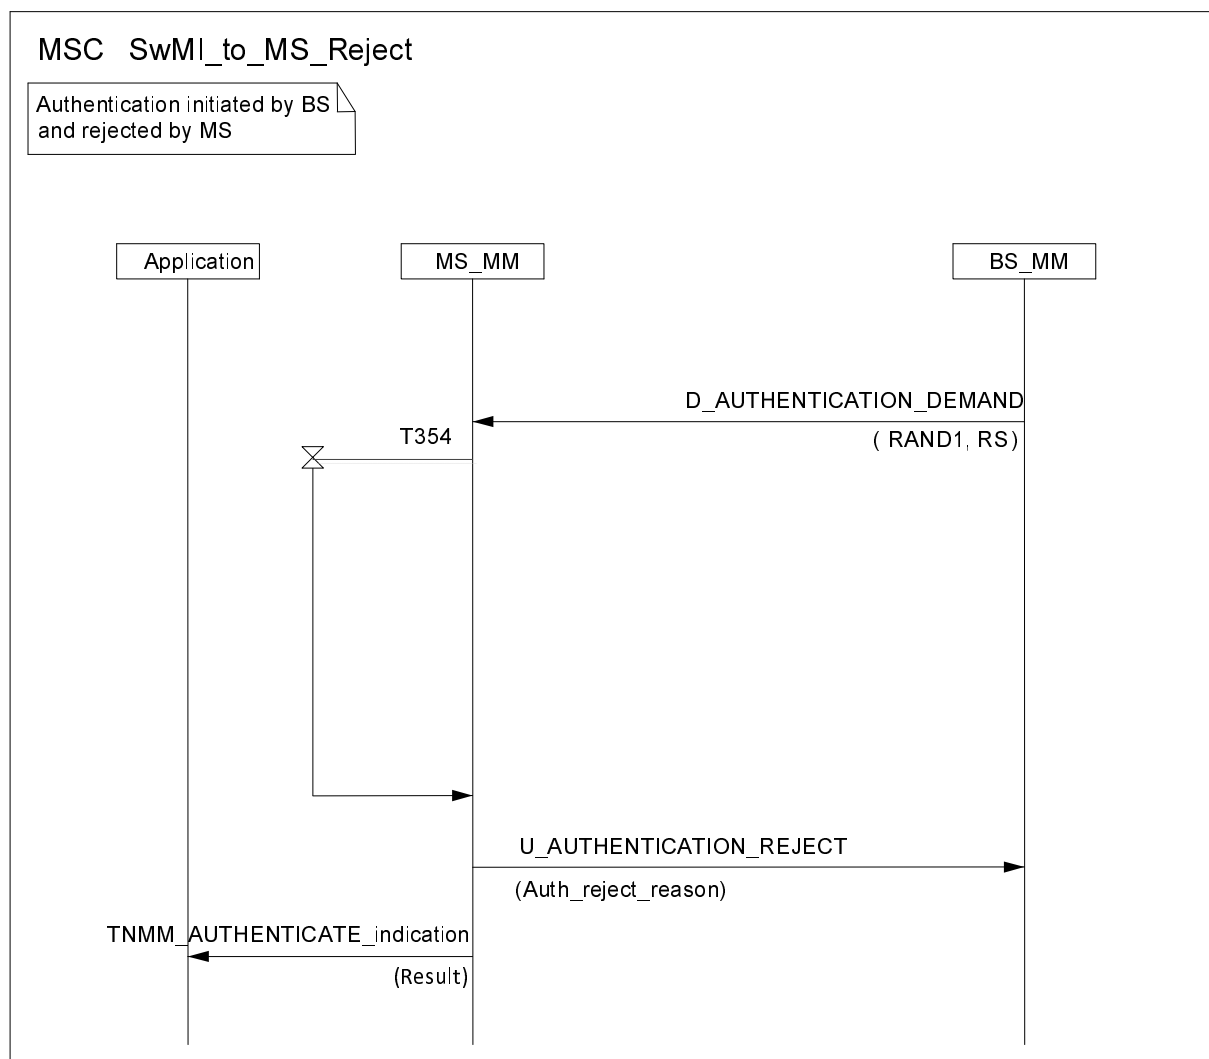 MSC SwMI_to_MS_Reject
Authentication initiated by BS
and rejected by MS
Application
MS_MM
BS_MM
D_AUTHENTICATION_DEMAND
( RAND1, RS)
T354
U_AUTHENTICATION_REJECT
(Auth_reject_reason)
TNMM_AUTHENTICATE_indication
(Result)